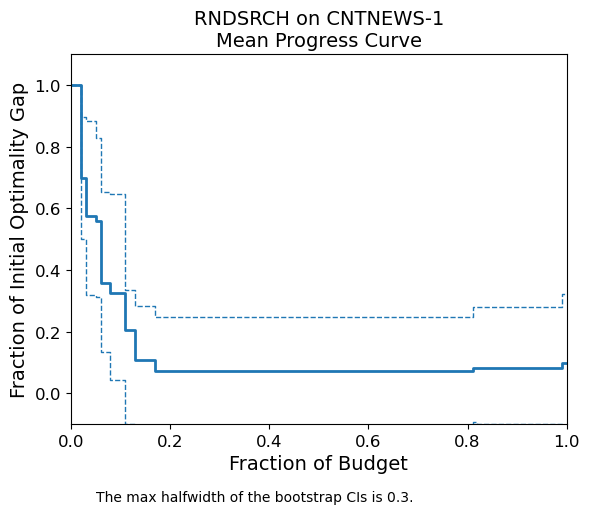 RNDSRCH on CNTNEWS-1
Mean Progress Curve
Fraction of Initial Optimality Gap
1.0
0.8
0.6
0.4
0.2
0.0
0.0 0.2 0.4 0.6 0.8 1.0
Fraction of Budget
The max halfwidth of the bootstrap CIs is 0.3.